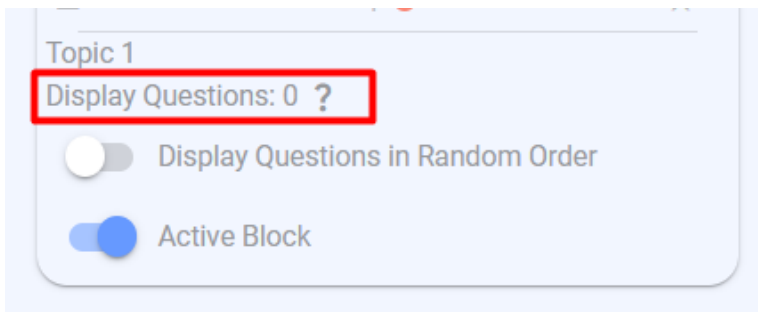 Topic 1
Display Questions: 0 ?
Display Questions in Random Order
Active Block